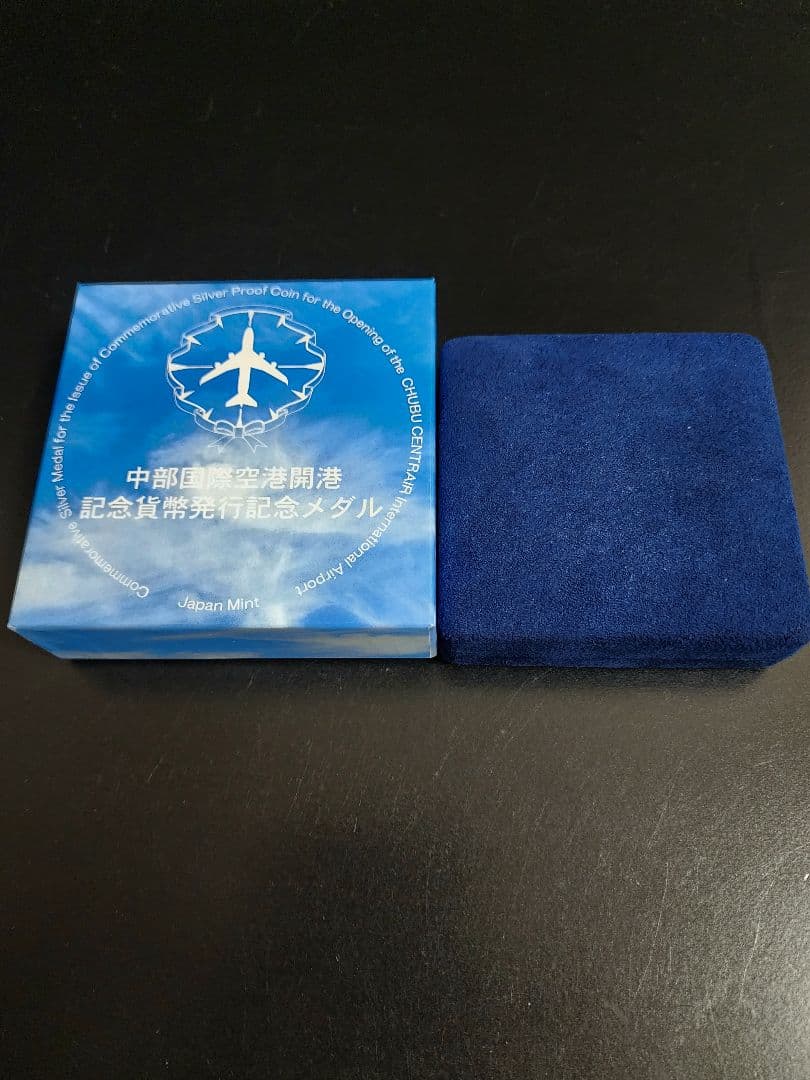 Commemorative Silver Medal for the Issue of Commemorative Silver Proof Coin for the Opening of the CHUBU CENTRAIR International Airport
中部国際空港開港
記念貨幣発行記念メダル
Japan Mint